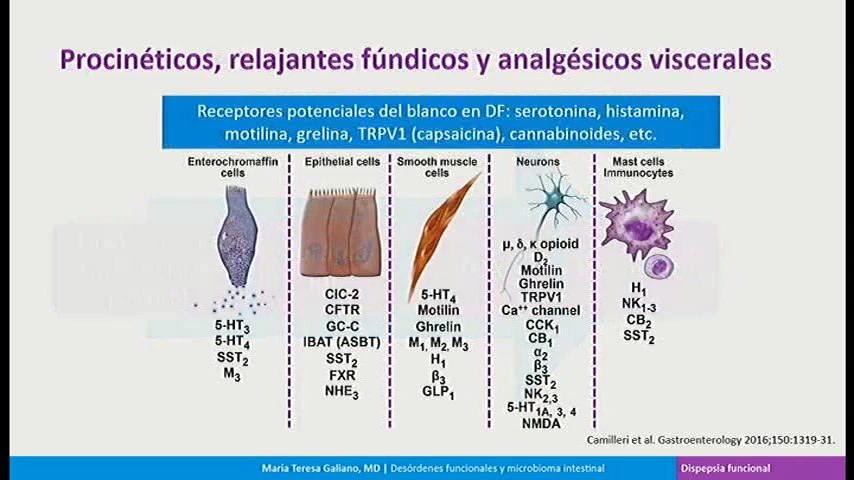 Procinéticos, relajantes fúndicos y analgésicos viscerales
Receptores potenciales del blanco en DF: serotonina, histamina,
motilina, grelina, TRPV1 (capsaicina), cannabinoides, etc.
Enterochromaffin
cells
5-HT3
5-HT4
SST2
M3
Epithelial cells
CIC-2
CFTR
GC-C
IBAT (ASBT)
SST2
FXR
NHE3
Smooth muscle
cells
5-HT4
Motilin
Ghrelin
M1, M2, M3
H1
β3
GLP1
Neurons
μ, δ, κ opioid
D2
Motilin
Ghrelin
TRPV1
Ca++ channel
CCK1
CB1
α2
β3
SST2
NK2,3
5-HT1A, 3, 4
NMDA
Mast cells
Immunocytes
H1
NK1-3
CB2
SST2
Camilleri et al. Gastroenterology 2016;150:1319-31.
María Teresa Galiano, MD | Desórdenes funcionales y microbioma intestinal
Dispepsia funcional